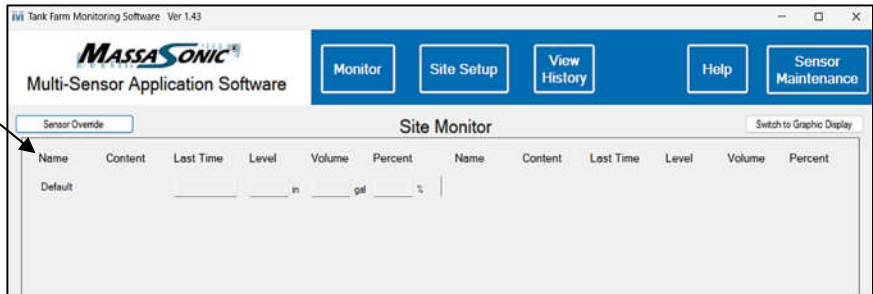 Tank Farm Monitoring Software Ver 1.43
MASSASONIC®
Multi-Sensor Application Software
Monitor
Site Setup
View
History
Help
Sensor
Maintenance
Sensor Override
Site Monitor
Switch to Graphic Display
Name Content Last Time Level Volume Percent Name Content Last Time Level Volume Percent
Default in gal %